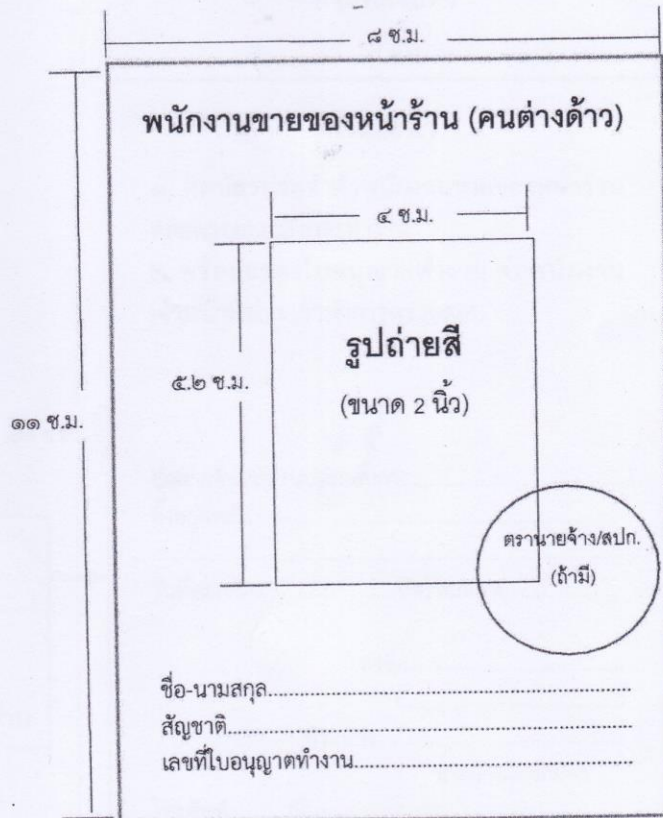 ๘ ซ.ม.
พนักงานขายของหน้าร้าน (คนต่างด้าว)
๔ ซ.ม.
รูปถ่ายสี
(ขนาด 2 นิ้ว)
๕.๒ ซ.ม.
๑๑ ซ.ม.
ตรานายจ้าง/สปก.
(ถ้ามี)
ชื่อ-นามสกุล......................................................................
สัญชาติ..............................................................................
เลขที่ใบอนุญาตทำงาน.....................................................